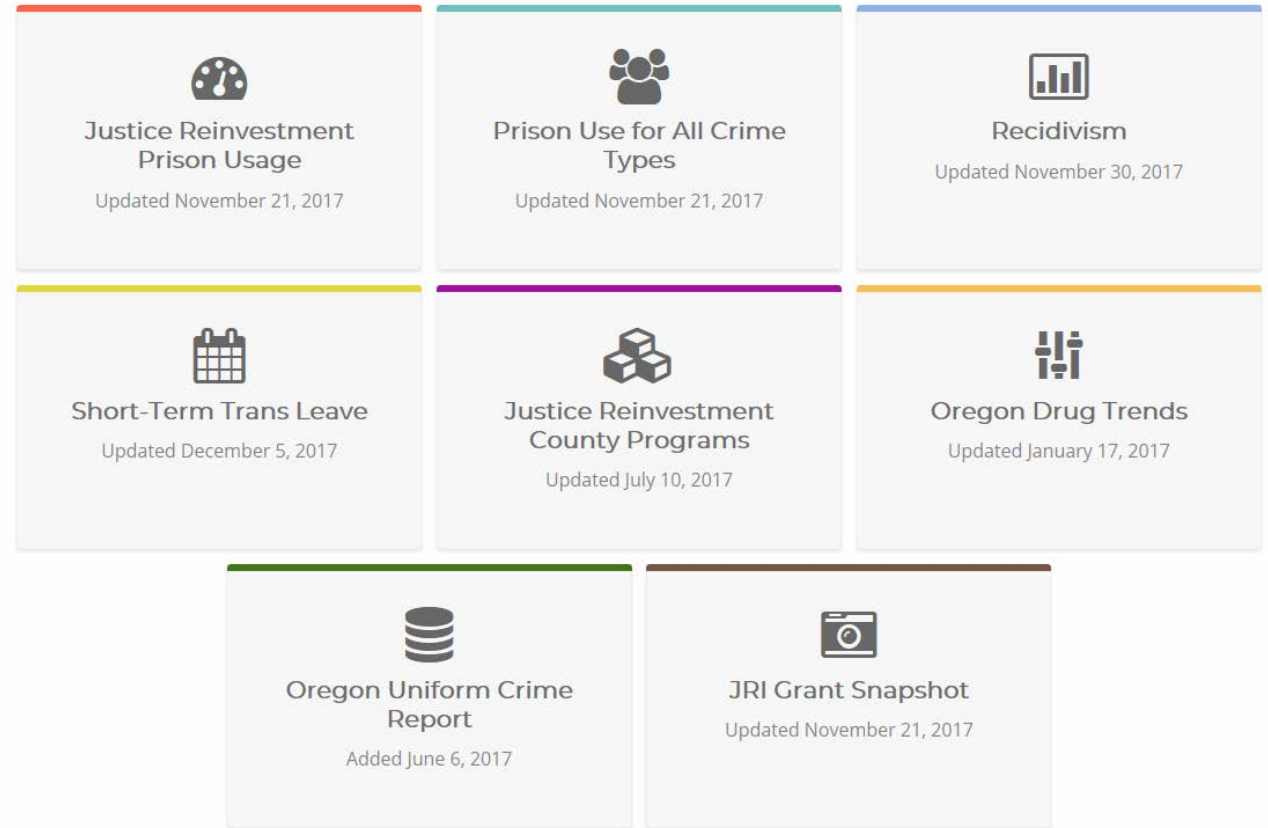 Justice Reinvestment
Prison Usage
Updated November 21, 2017
Prison Use for All Crime
Types
Updated November 21, 2017
Recidivism
Updated November 30, 2017
Short-Term Trans Leave
Updated December 5, 2017
Justice Reinvestment
County Programs
Updated July 10, 2017
Oregon Drug Trends
Updated January 17, 2017
Oregon Uniform Crime
Report
Added June 6, 2017
JRI Grant Snapshot
Updated November 21, 2017